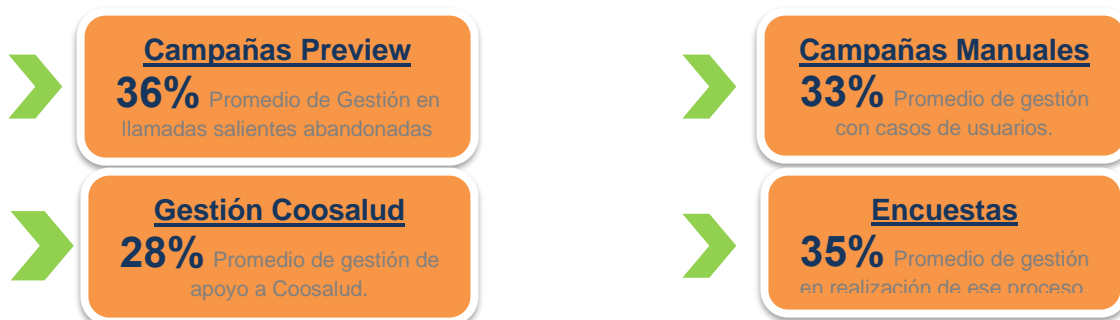 Campañas Preview
36% Promedio de Gestión en
llamadas salientes abandonadas
Campañas Manuales
33% Promedio de gestión
con casos de usuarios.
Gestión Coosalud
28% Promedio de gestión de
apoyo a Coosalud.
Encuestas
35% Promedio de gestión
en realización de ese proceso.